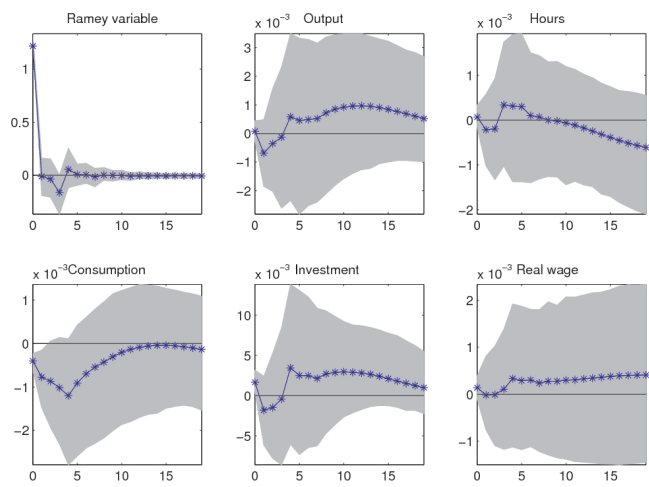 Ramey variable
1
0.5
0
0 5 10 15
x 10⁻³ Output
3
2
1
0
−1
−2
0 5 10 15
x 10⁻³ Hours
1
0
−1
−2
0 5 10 15
x 10⁻³ Consumption
0
−1
−2
0 5 10 15
x 10⁻³ Investment
10
5
0
−5
0 5 10 15
x 10⁻³ Real wage
2
1
0
−1
0 5 10 15